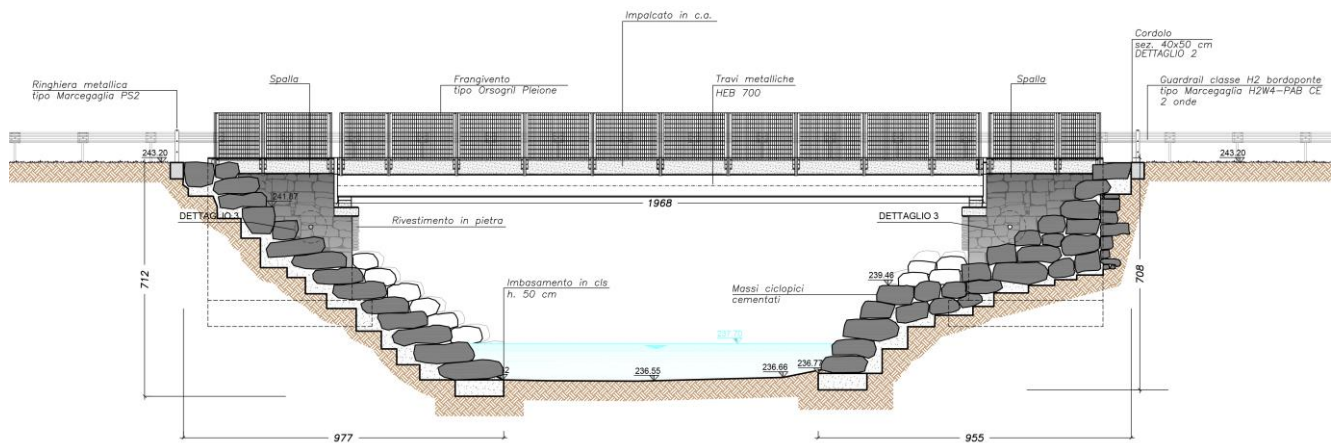 Impalcato in c.a.
Cordolo
sez. 40x50 cm
DETTAGLIO 2
Ringhiera metallica
tipo Marcegaglia PS2
Spalla
Frangivento
tipo Orsogril Pleione
Travi metalliche
HEB 700
Spalla
Guardrail classe H2 bordoponte
tipo Marcegaglia H2W4-PAB CE
2 onde
243.20
243.20
241.67
1968
DETTAGLIO 3
Rivestimento in pietra
DETTAGLIO 3
712
Imbasamento in cls
h. 50 cm
Massi ciclopici
cementati
239.46
708
237.70
236.55
236.66
236.77
977
955